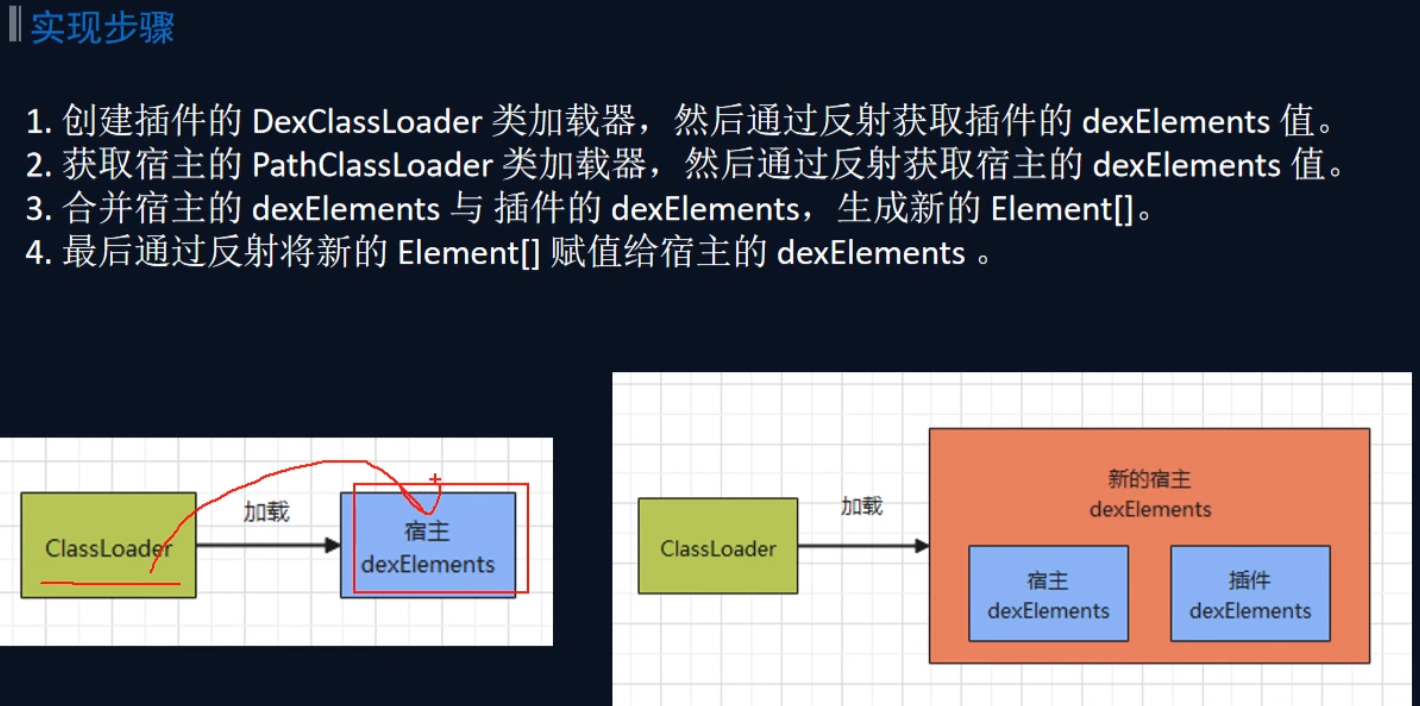 实现步骤
1. 创建插件的 DexClassLoader 类加载器，然后通过反射获取插件的 dexElements 值。
2. 获取宿主的 PathClassLoader 类加载器，然后通过反射获取宿主的 dexElements 值。
3. 合并宿主的 dexElements 与 插件的 dexElements，生成新的 Element[]。
4. 最后通过反射将新的 Element[] 赋值给宿主的 dexElements 。
ClassLoader
加载
宿主
dexElements
ClassLoader
加载
新的宿主
dexElements
宿主
dexElements
插件
dexElements